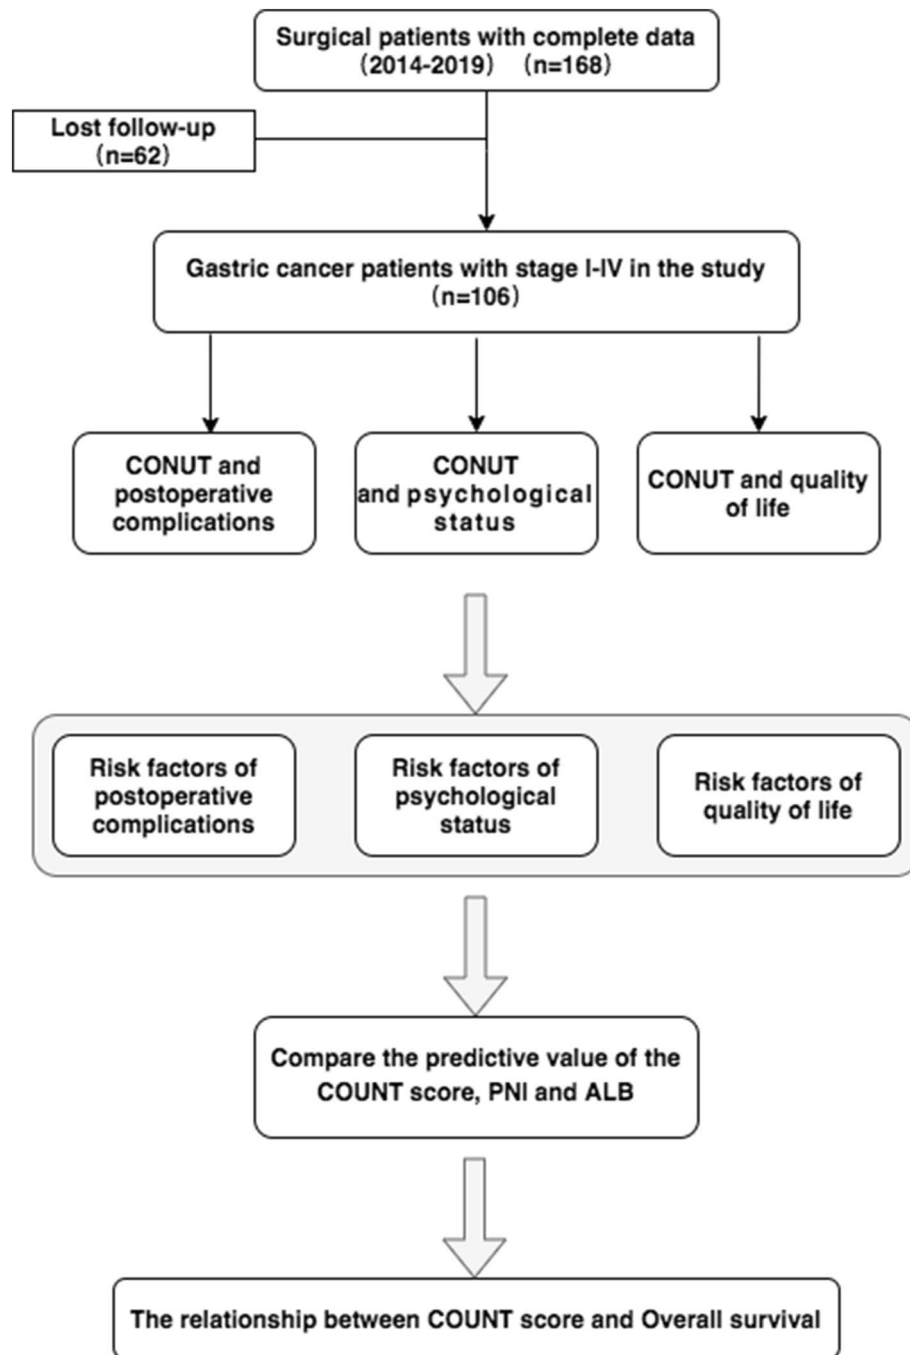 Surgical patients with complete data
（2014-2019） （n=168）
Lost follow-up
（n=62）
Gastric cancer patients with stage I-IV in the study
（n=106）
CONUT and
postoperative
complications
CONUT
and psychological
status
CONUT and quality
of life
Risk factors of
postoperative
complications
Risk factors of
psychological
status
Risk factors of
quality of life
Compare the predictive value of the
COUNT score, PNI and ALB
The relationship between COUNT score and Overall survival